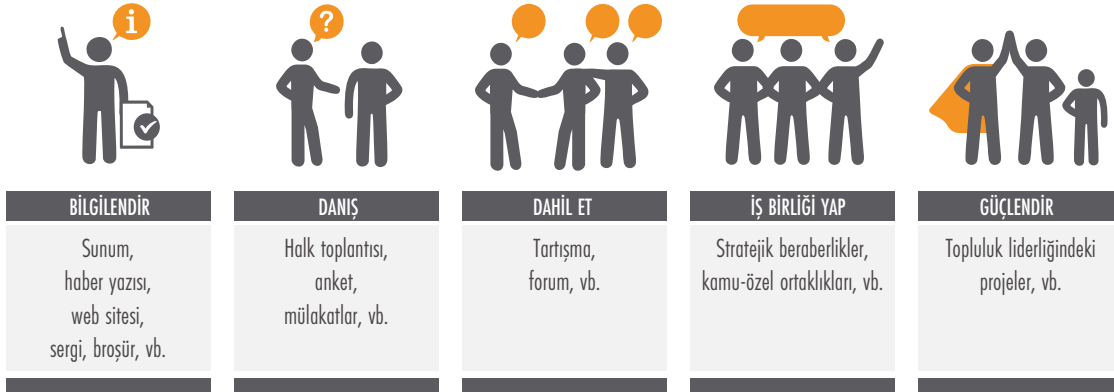 i
?
BİLGİLENDİR
Sunum,
haber yazısı,
web sitesi,
sergi, broşür, vb.
DANIŞ
Halk toplantısı,
anket,
mülakatlar, vb.
DAHİL ET
Tartışma,
forum, vb.
İŞ BİRLİĞİ YAP
Stratejik beraberlikler,
kamu-özel ortaklıkları, vb.
GÜÇLENDİR
Topluluk liderliğindeki
projeler, vb.